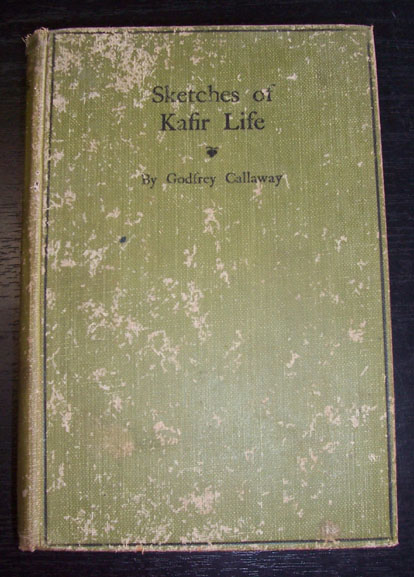 Sketches of
Kafir Life
By Godfrey Callaway